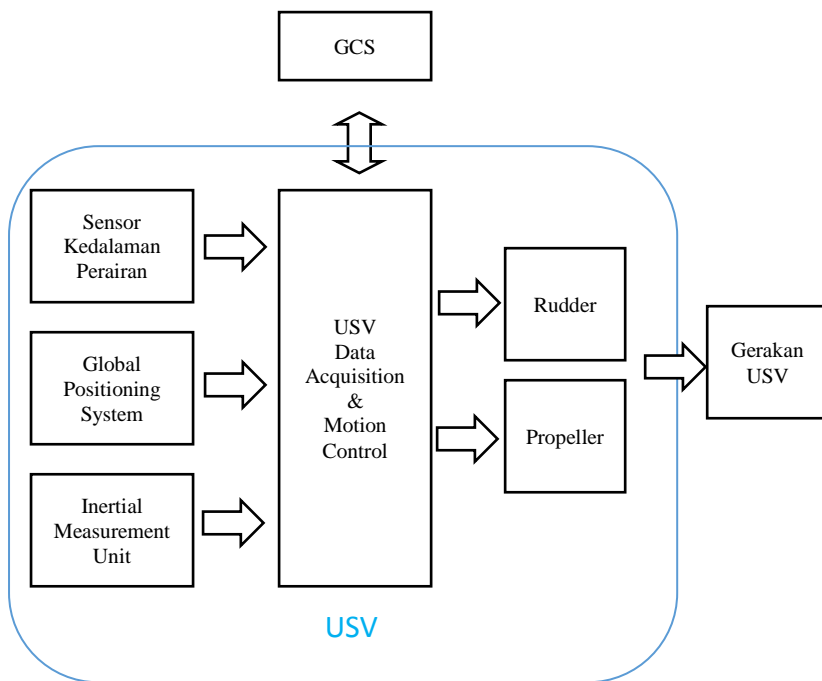 GCS
Sensor
Kedalaman
Perairan
Global
Positioning
System
Inertial
Measurement
Unit
USV
Data
Acquisition
&
Motion
Control
Rudder
Propeller
Gerakan
USV
USV